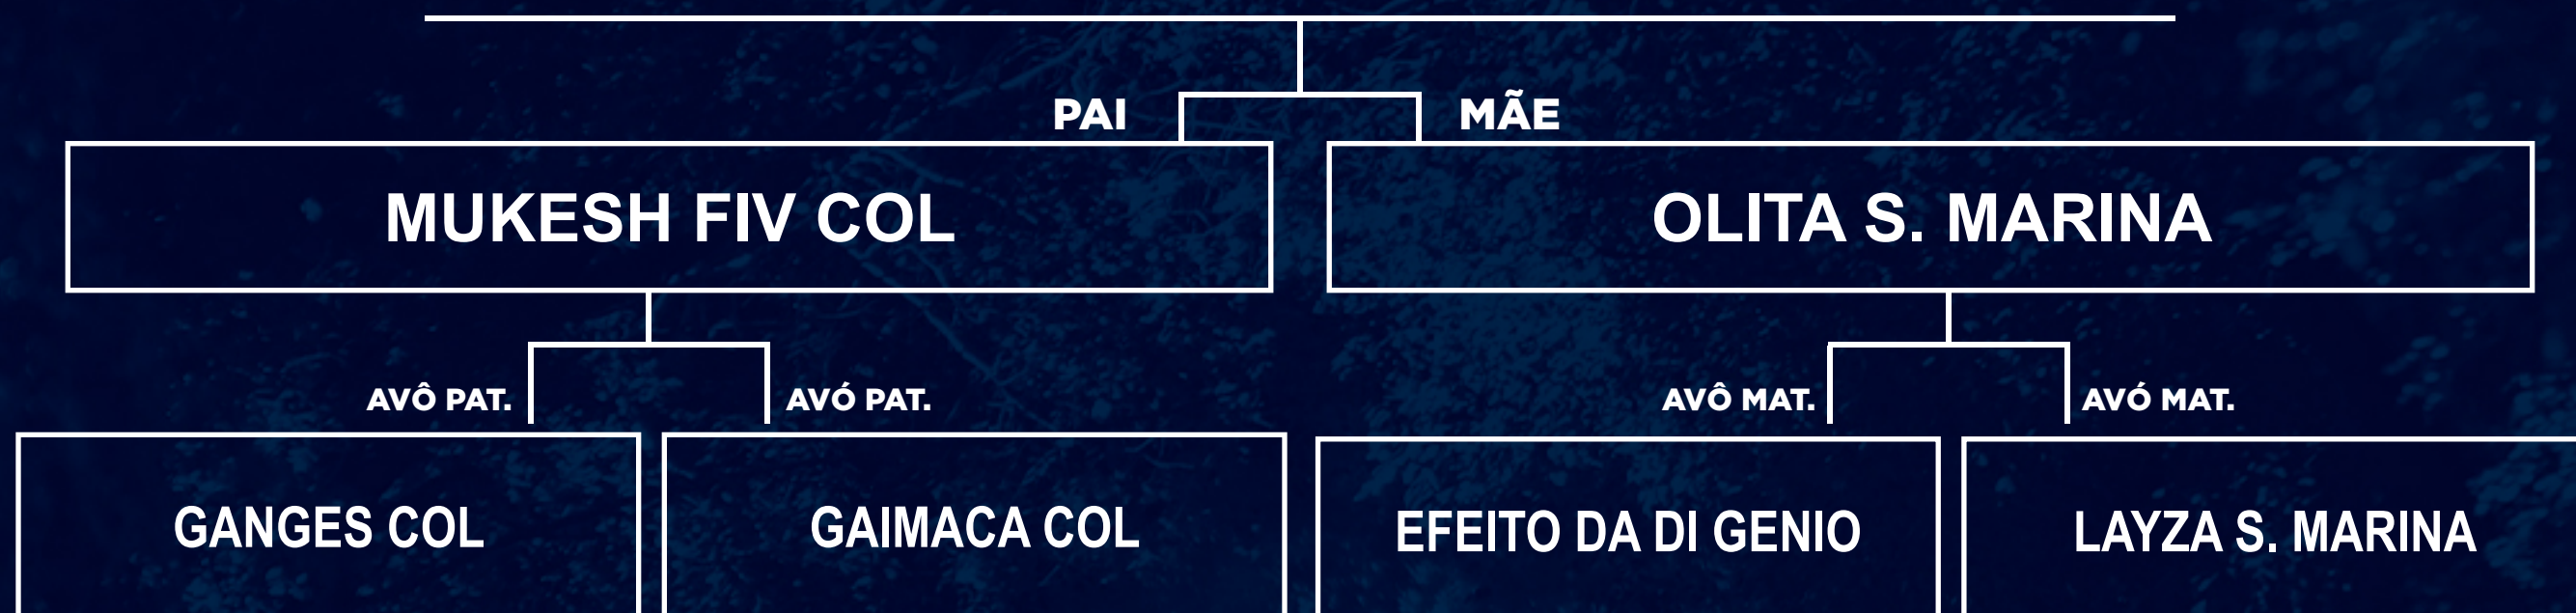 PAI
MÃE
MUKESH FIV COL
OLITA S. MARINA
AVÔ PAT.
AVÓ PAT.
AVÔ MAT.
AVÓ MAT.
GANGES COL
GAIMACA COL
EFEITO DA DI GENIO
LAYZA S. MARINA